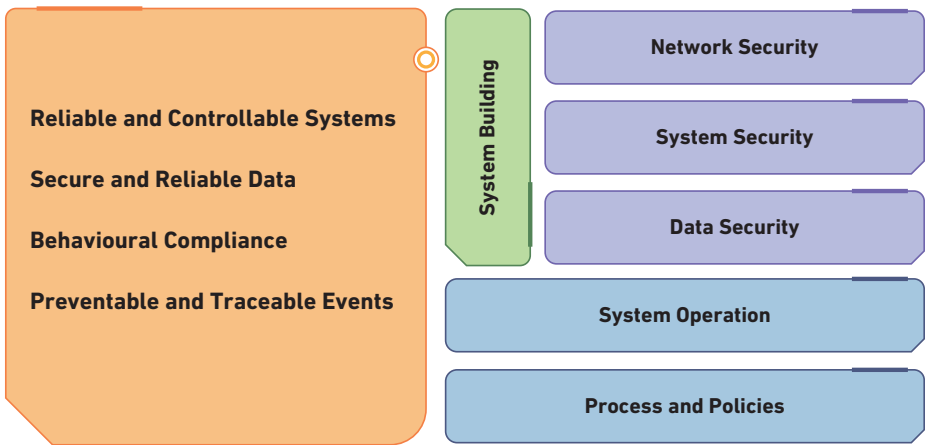 Reliable and Controllable Systems
Secure and Reliable Data
Behavioural Compliance
Preventable and Traceable Events
System Building
Network Security
System Security
Data Security
System Operation
Process and Policies